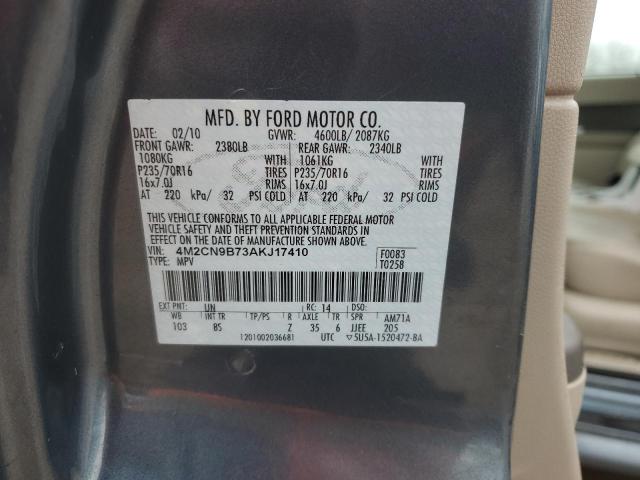 MFD. BY FORD MOTOR CO.
DATE: 02/10 GVWR: 4600LB/ 2087KG
FRONT GAWR: 2380LB REAR GAWR: 2340LB
1080KG WITH 1061KG WITH
P235/70R16 TIRES P235/70R16 TIRES
16x7.0J RIMS 16x7.0J RIMS
AT 220 kPa/ 32 PSI COLD AT 220 kPa/ 32 PSI COLD
THIS VEHICLE CONFORMS TO ALL APPLICABLE FEDERAL MOTOR
VEHICLE SAFETY AND THEFT PREVENTION STANDARDS IN
EFFECT ON THE DATE OF MANUFACTURE SHOWN ABOVE.
VIN: 4M2CN9B73AKJ17410 F0083
TYPE: MPV T0258
EXT PNT: UN RC: 14 DSO:
WB INT TR TP/PS R AXLE TR SPR AM71A
103 8S Z 35 6 JJEE 205
1201002036681 UTC ▽5U5A-1520472-BA